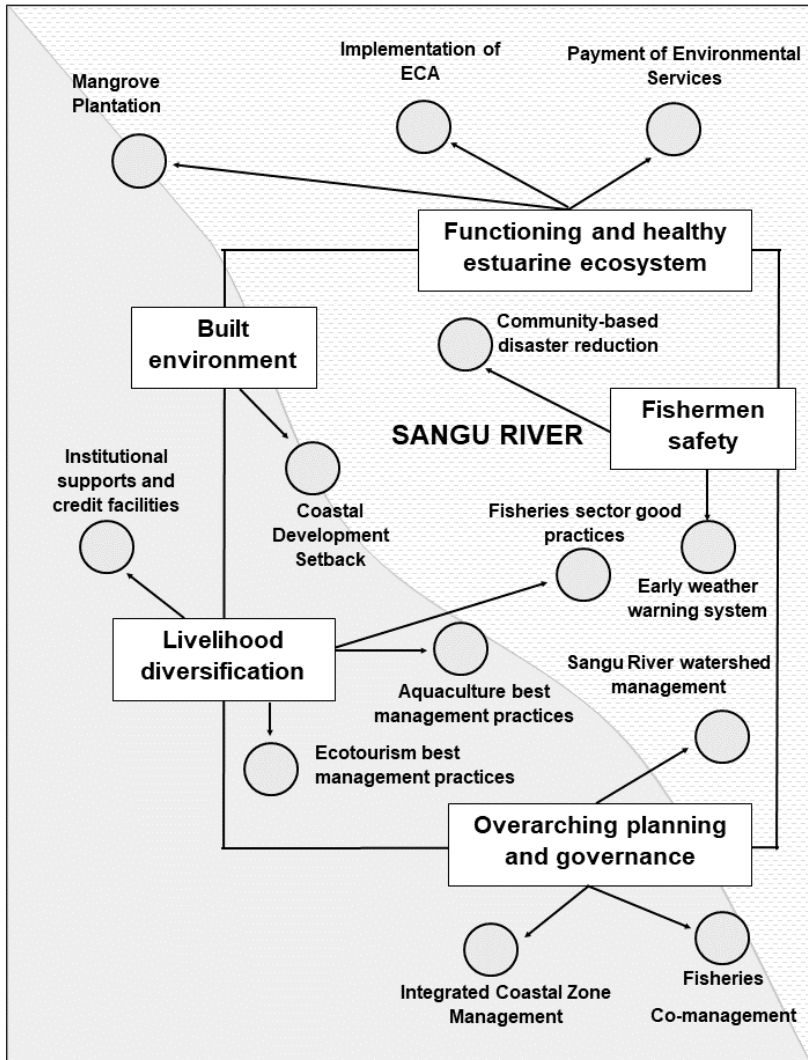 Implementation of
ECA
Payment of Environmental
Services
Mangrove
Plantation
Functioning and healthy
estuarine ecosystem
Built
environment
Community-based
disaster reduction
Fishermen
safety
SANGU RIVER
Institutional
supports and
credit facilities
Coastal
Development
Setback
Fisheries sector good
practices
Early weather
warning system
Livelihood
diversification
Aquaculture best
management practices
Sangu River watershed
management
Ecotourism best
management practices
Overarching planning
and governance
Integrated Coastal Zone
Management
Fisheries
Co-management